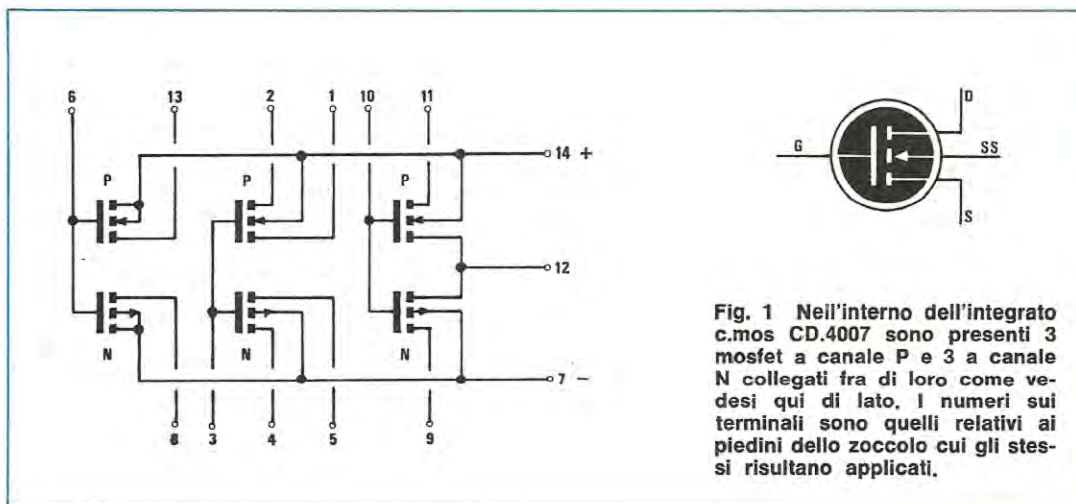 6 13 2 1 10 11
14 +
P P P
12
N N N
7 −
8 3 4 5 9
D
G SS
S
Fig. 1 Nell'interno dell'integrato
c.mos CD.4007 sono presenti 3
mosfet a canale P e 3 a canale
N collegati fra di loro come ve-
desi qui di lato. I numeri sui
terminali sono quelli relativi ai
piedini dello zoccolo cui gli stes-
si risultano applicati.